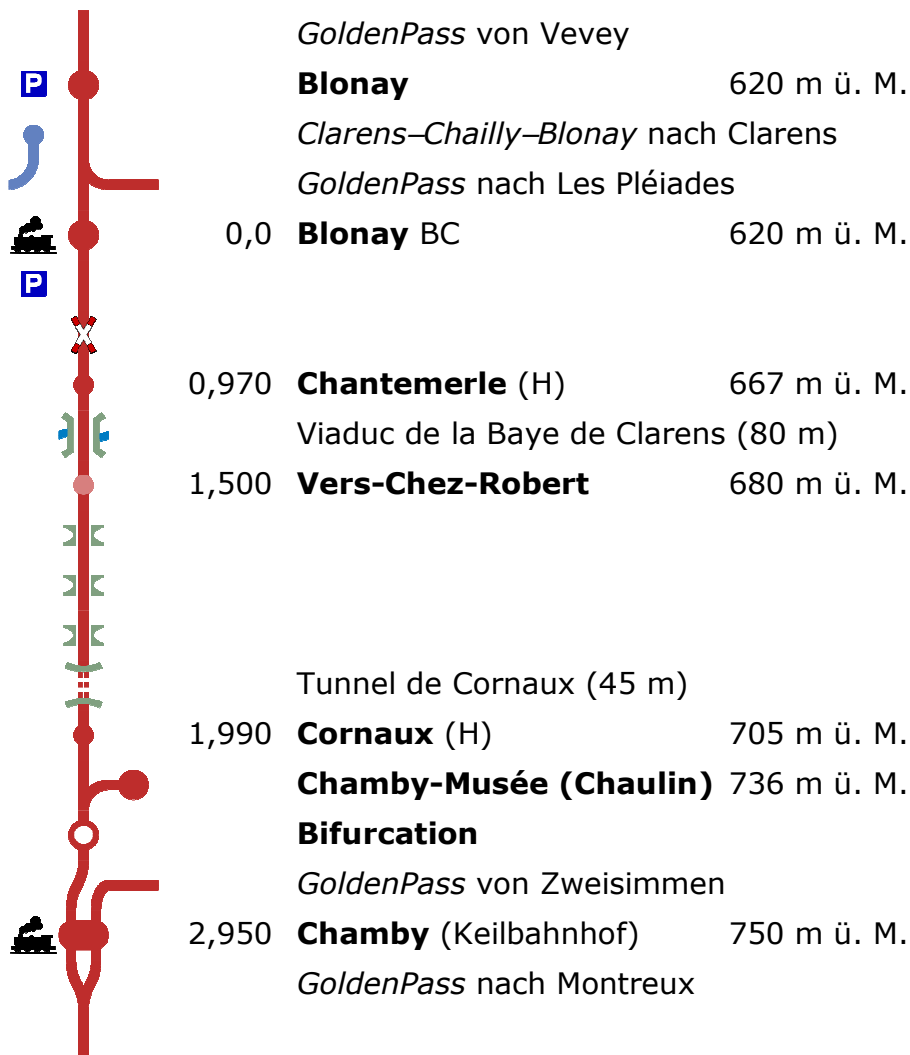 GoldenPass von Vevey
P Blonay 620 m ü. M.
Clarens–Chailly–Blonay nach Clarens
GoldenPass nach Les Pléiades
0,0 Blonay BC 620 m ü. M.
P
0,970 Chantemerle (H) 667 m ü. M.
Viaduc de la Baye de Clarens (80 m)
1,500 Vers-Chez-Robert 680 m ü. M.
Tunnel de Cornaux (45 m)
1,990 Cornaux (H) 705 m ü. M.
Chamby-Musée (Chaulin) 736 m ü. M.
Bifurcation
GoldenPass von Zweisimmen
2,950 Chamby (Keilbahnhof) 750 m ü. M.
GoldenPass nach Montreux